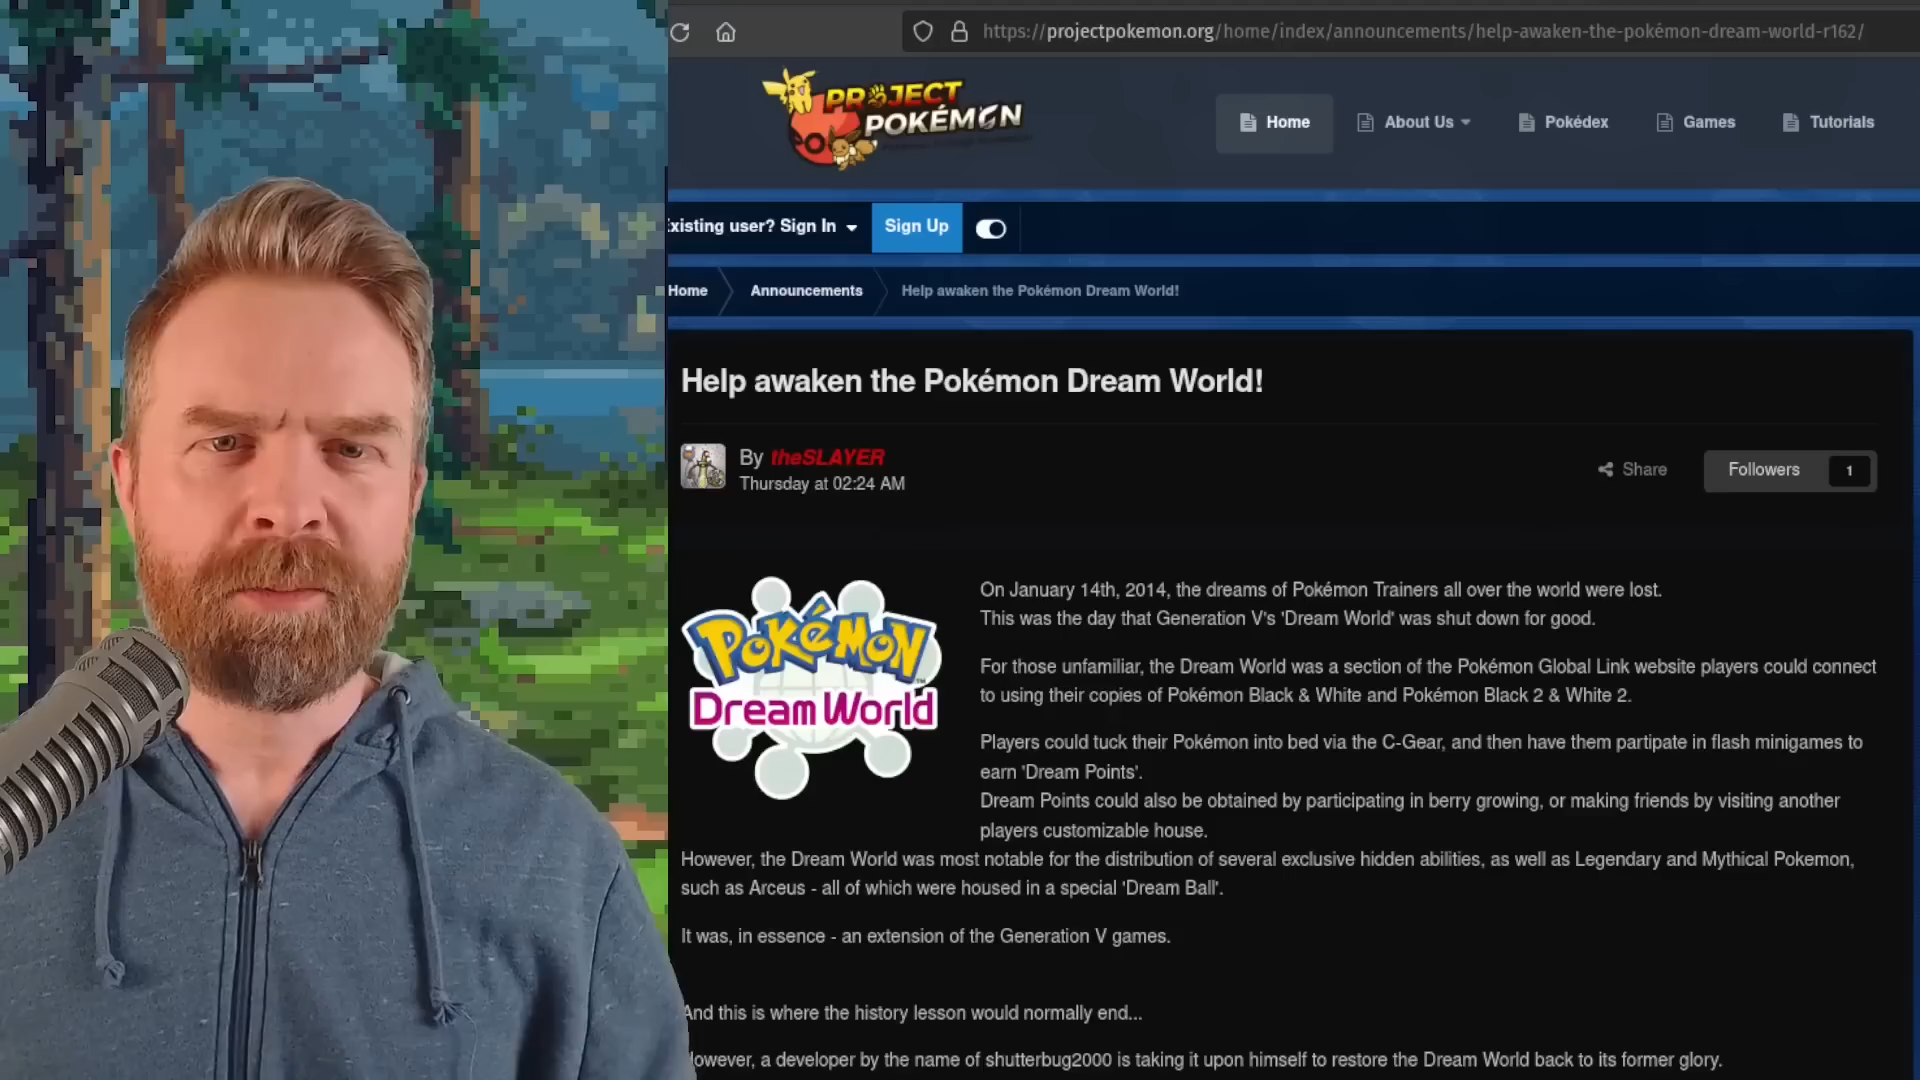 https://projectpokemon.org/home/index/announcements/help-awaken-the-pokémon-dream-world-r162/
PROJECT
POKÉMON
Home
About Us
Pokédex
Games
Tutorials
xisting user? Sign In
Sign Up
Home
Announcements
Help awaken the Pokémon Dream World!
Help awaken the Pokémon Dream World!
By theSLAYER
Thursday at 02:24 AM
Share
Followers 1
POKéMON
Dream World
On January 14th, 2014, the dreams of Pokémon Trainers all over the world were lost.
This was the day that Generation V's 'Dream World' was shut down for good.
For those unfamiliar, the Dream World was a section of the Pokémon Global Link website players could connect
to using their copies of Pokémon Black & White and Pokémon Black 2 & White 2.
Players could tuck their Pokémon into bed via the C-Gear, and then have them partipate in flash minigames to
earn 'Dream Points'.
Dream Points could also be obtained by participating in berry growing, or making friends by visiting another
players customizable house.
However, the Dream World was most notable for the distribution of several exclusive hidden abilities, as well as Legendary and Mythical Pokemon,
such as Arceus - all of which were housed in a special 'Dream Ball'.
It was, in essence - an extension of the Generation V games.
And this is where the history lesson would normally end...
owever, a developer by the name of shutterbug2000 is taking it upon himself to restore the Dream World back to its former glory.